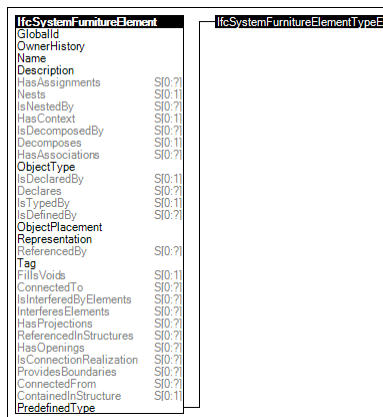 IfcSystemFurnitureElement
GlobalId
OwnerHistory
Name
Description
HasAssignments S[0:?]
Nests S[0:1]
IsNestedBy S[0:?]
HasContext S[0:1]
IsDecomposedBy S[0:?]
Decomposes S[0:1]
HasAssociations S[0:?]
ObjectType
IsDeclaredBy S[0:1]
Declares S[0:?]
IsTypedBy S[0:1]
IsDefinedBy S[0:?]
ObjectPlacement
Representation
ReferencedBy S[0:?]
Tag
FillsVoids S[0:1]
ConnectedTo S[0:?]
IsInterferedByElements S[0:?]
InterferesElements S[0:?]
HasProjections S[0:?]
ReferencedInStructures S[0:?]
HasOpenings S[0:?]
IsConnectionRealization S[0:?]
ProvidesBoundaries S[0:?]
ConnectedFrom S[0:?]
ContainedInStructure S[0:1]
PredefinedType
IfcSystemFurnitureElementTypeE